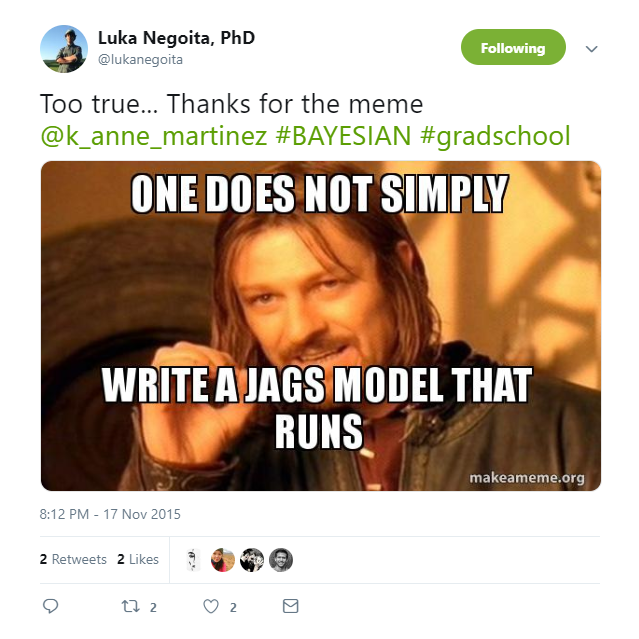 Luka Negoita, PhD
@lukanegoita
Following
Too true... Thanks for the meme
@k_anne_martinez #BAYESIAN #gradschool
ONE DOES NOT SIMPLY
WRITE A JAGS MODEL THAT
RUNS
makeameme.org
8:12 PM - 17 Nov 2015
2 Retweets 2 Likes
2 2